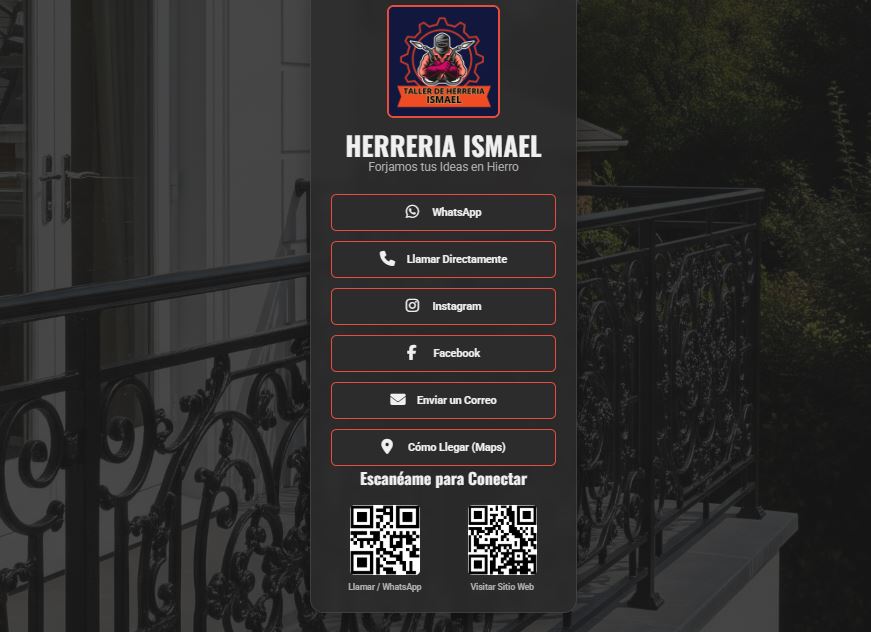 TALLER DE HERRERIA
ISMAEL
HERRERIA ISMAEL
Forjamos tus Ideas en Hierro
WhatsApp
Llamar Directamente
Instagram
Facebook
Enviar un Correo
Cómo Llegar (Maps)
Escanéame para Conectar
Llamar / WhatsApp
Visitar Sitio Web